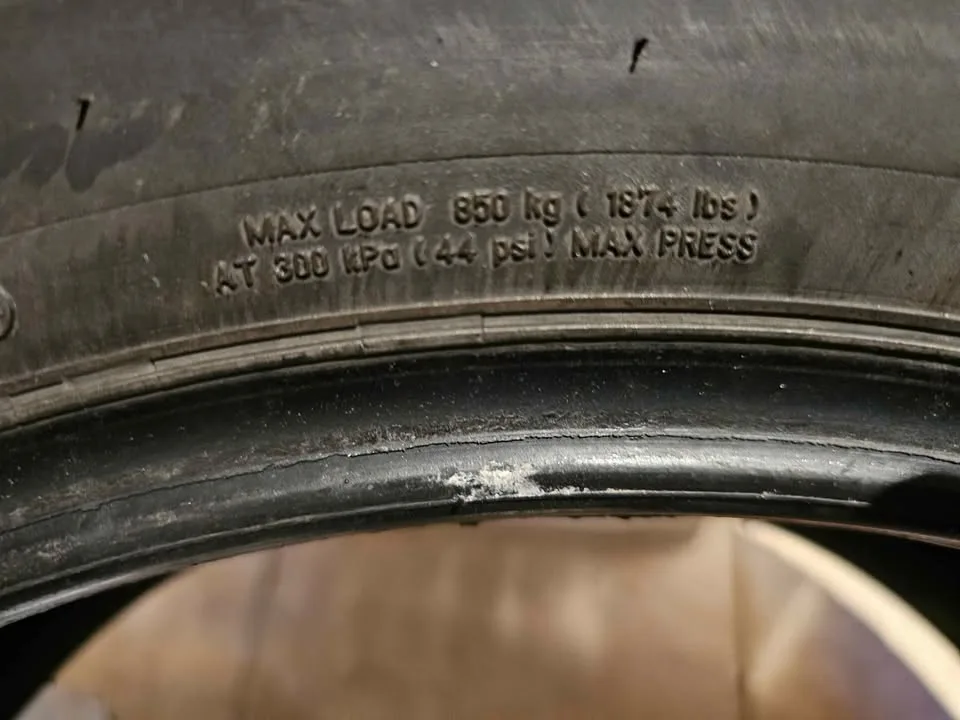 MAX LOAD 850 kg ( 1874 lbs )
AT 300 kPa ( 44 psi ) MAX PRESS